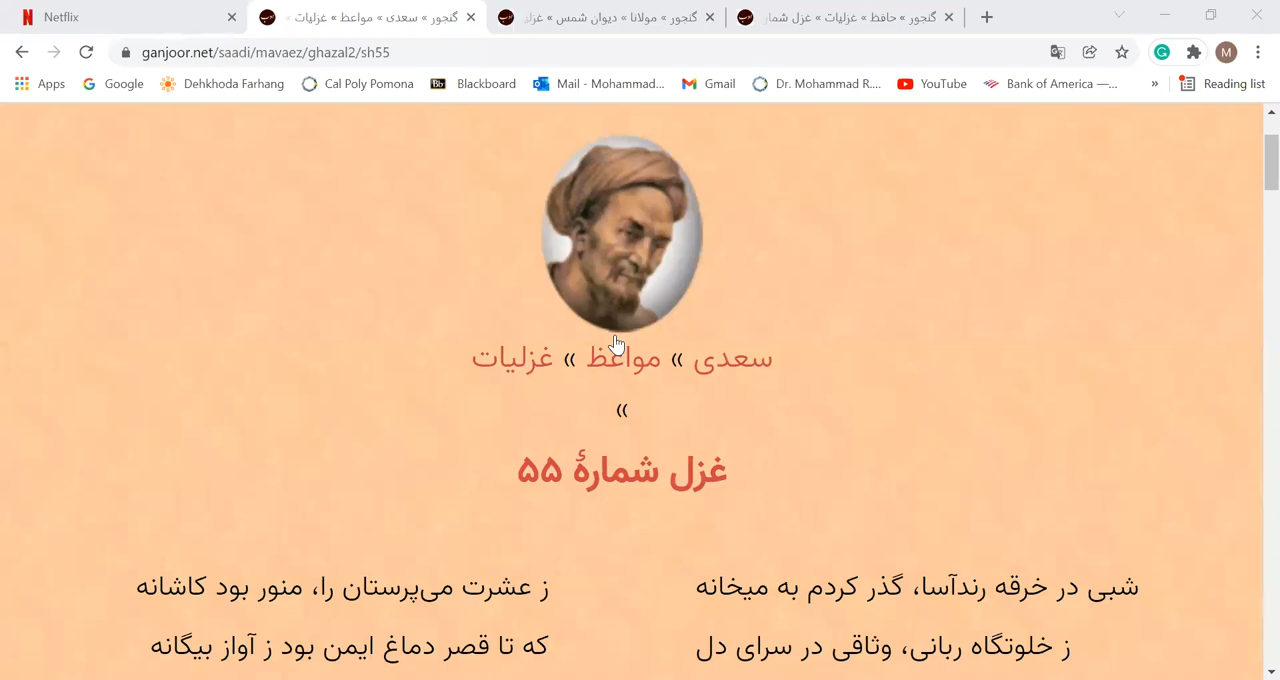 Netflix
گنجور » سعدی » مواعظ » غزلیات »
گنجور » مولانا » دیوان شمس » غزلی
گنجور » حافظ » غزلیات » غزل شمار
ganjoor.net/saadi/mavaez/ghazal2/sh55
M
Apps Google Dehkhoda Farhang Cal Poly Pomona Bb Blackboard Mail - Mohammad... Gmail Dr. Mohammad R.... YouTube Bank of America —... » Reading list
سعدی » مواعظ » غزلیات
»
غزل شمارهٔ ۵۵
شبی در خرقه رندآسا، گذر کردم به میخانه ز عشرت می‌پرستان را، منور بود کاشانه
ز خلوتگاه ربانی، وثاقی در سرای دل که تا قصر دماغ ایمن بود ز آواز بیگانه